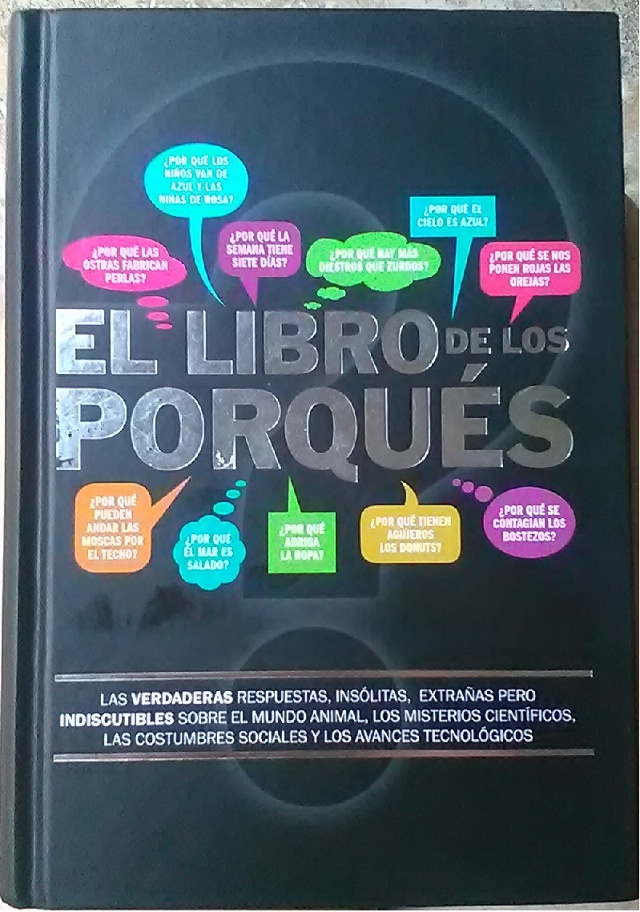 ¿POR QUÉ LOS
NIÑOS VAN DE
AZUL Y LAS
NIÑAS DE ROSA?
¿POR QUÉ LAS
OSTRAS FABRICAN
PERLAS?
¿POR QUÉ LA
SEMANA TIENE
SIETE DÍAS?
¿POR QUÉ HAY MÁS
DIESTROS QUE ZURDOS?
¿POR QUÉ EL
CIELO ES AZUL?
¿POR QUÉ SE NOS
PONEN ROJAS LAS
OREJAS?
EL LIBRO DE LOS
PORQUÉS
¿POR QUÉ
PUEDEN
ANDAR LAS
MOSCAS POR
EL TECHO?
¿POR QUÉ
EL MAR ES
SALADO?
¿POR QUÉ
ABRIGA
LA ROPA?
¿POR QUÉ TIENEN
AGUJEROS
LOS DONUTS?
¿POR QUÉ SE
CONTAGIAN LOS
BOSTEZOS?
LAS VERDADERAS RESPUESTAS, INSÓLITAS, EXTRAÑAS PERO
INDISCUTIBLES SOBRE EL MUNDO ANIMAL, LOS MISTERIOS CIENTÍFICOS,
LAS COSTUMBRES SOCIALES Y LOS AVANCES TECNOLÓGICOS